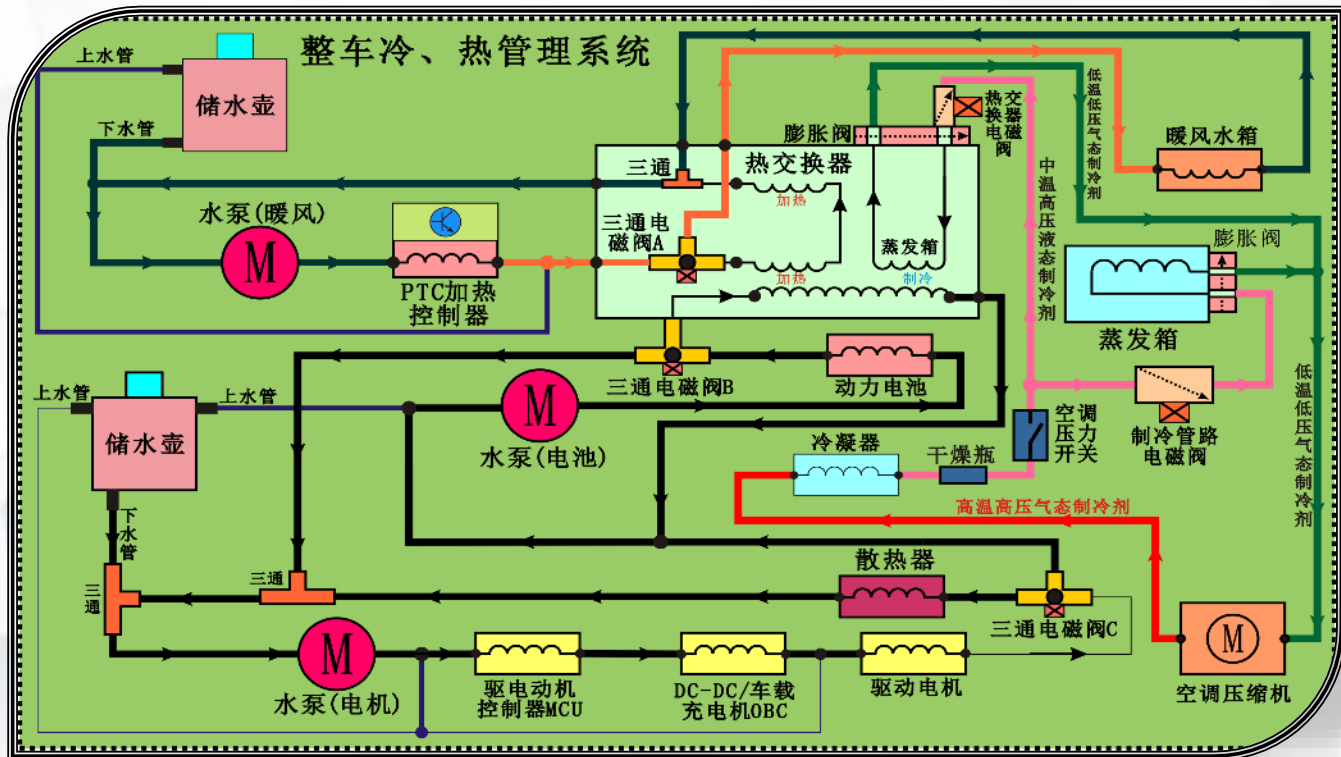 整车冷、热管理系统
上水管
储水壶
下水管
水泵(暖风)
M
PTC加热
控制器
三通
热交换器
加热
三通电
磁阀A
加热
膨胀阀
热交
换器
电磁
阀
蒸发箱
制冷
低温低压气态制冷剂
中温高压液态制冷剂
暖风水箱
膨胀阀
蒸发箱
低温低压气态制冷剂
上水管
上水管
储水壶
下水管
M
水泵(电池)
三通电磁阀B
动力电池
空调
压力
开关
制冷管路
电磁阀
冷凝器
干燥瓶
高温高压气态制冷剂
三通
三通
散热器
三通电磁阀C
M
水泵(电机)
驱电动机
控制器MCU
DC-DC/车载
充电机OBC
驱动电机
M
空调压缩机